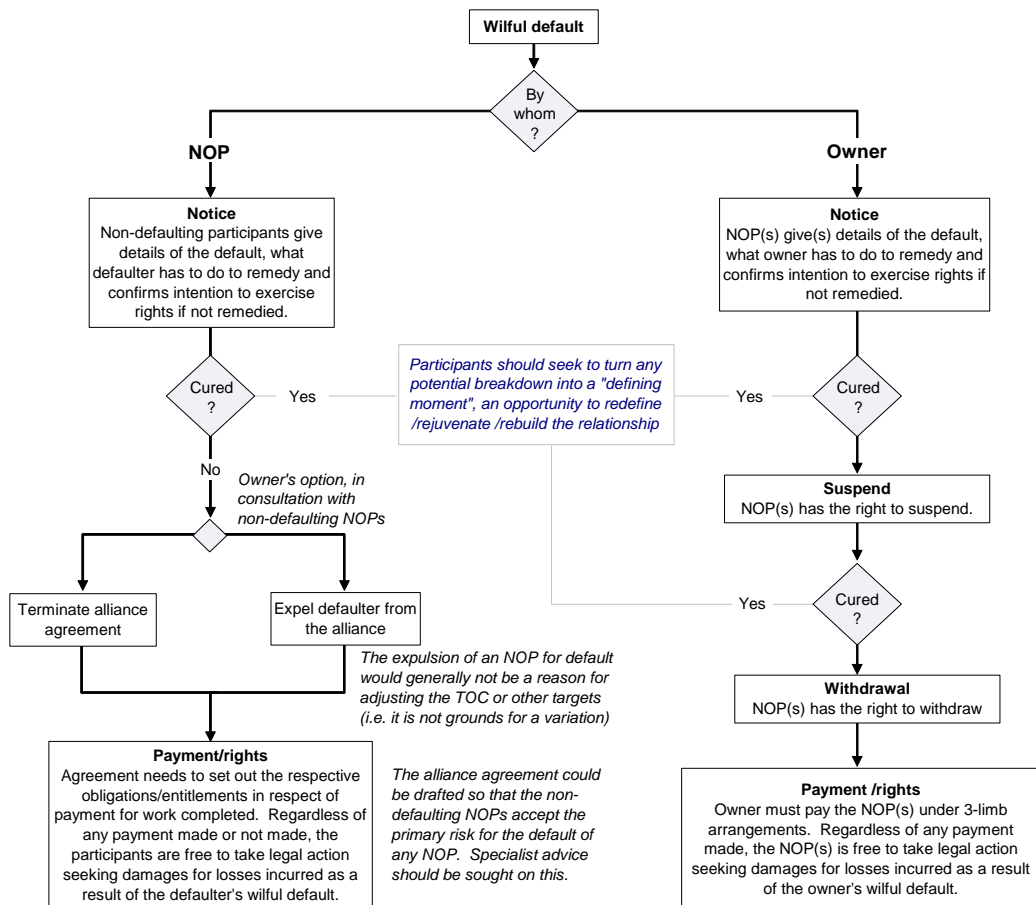 Wilful default
By
whom
?
NOP
Owner
Notice
Non-defaulting participants give
details of the default, what
defaulter has to do to remedy and
confirms intention to exercise
rights if not remedied.
Notice
NOP(s) give(s) details of the default,
what owner has to do to remedy and
confirms intention to exercise rights if
not remedied.
Participants should seek to turn any
potential breakdown into a "defining
moment", an opportunity to redefine
/rejuvenate /rebuild the relationship
Cured
?
Yes
Yes
Cured
?
No
Owner's option, in
consultation with
non-defaulting NOPs
Suspend
NOP(s) has the right to suspend.
Terminate alliance
agreement
Expel defaulter from
the alliance
Yes
Cured
?
The expulsion of an NOP for default
would generally not be a reason for
adjusting the TOC or other targets
(i.e. it is not grounds for a variation)
Withdrawal
NOP(s) has the right to withdraw
Payment/rights
Agreement needs to set out the respective
obligations/entitlements in respect of
payment for work completed.  Regardless of
any payment made or not made, the
participants are free to take legal action
seeking damages for losses incurred as a
result of the defaulter's wilful default.
The alliance agreement could
be drafted so that the non-
defaulting NOPs accept the
primary risk for the default of
any NOP.  Specialist advice
should be sought on this.
Payment /rights
Owner must pay the NOP(s) under 3-limb
arrangements.  Regardless of any payment
made, the NOP(s) is free to take legal action
seeking damages for losses incurred as a result
of the owner's wilful default.